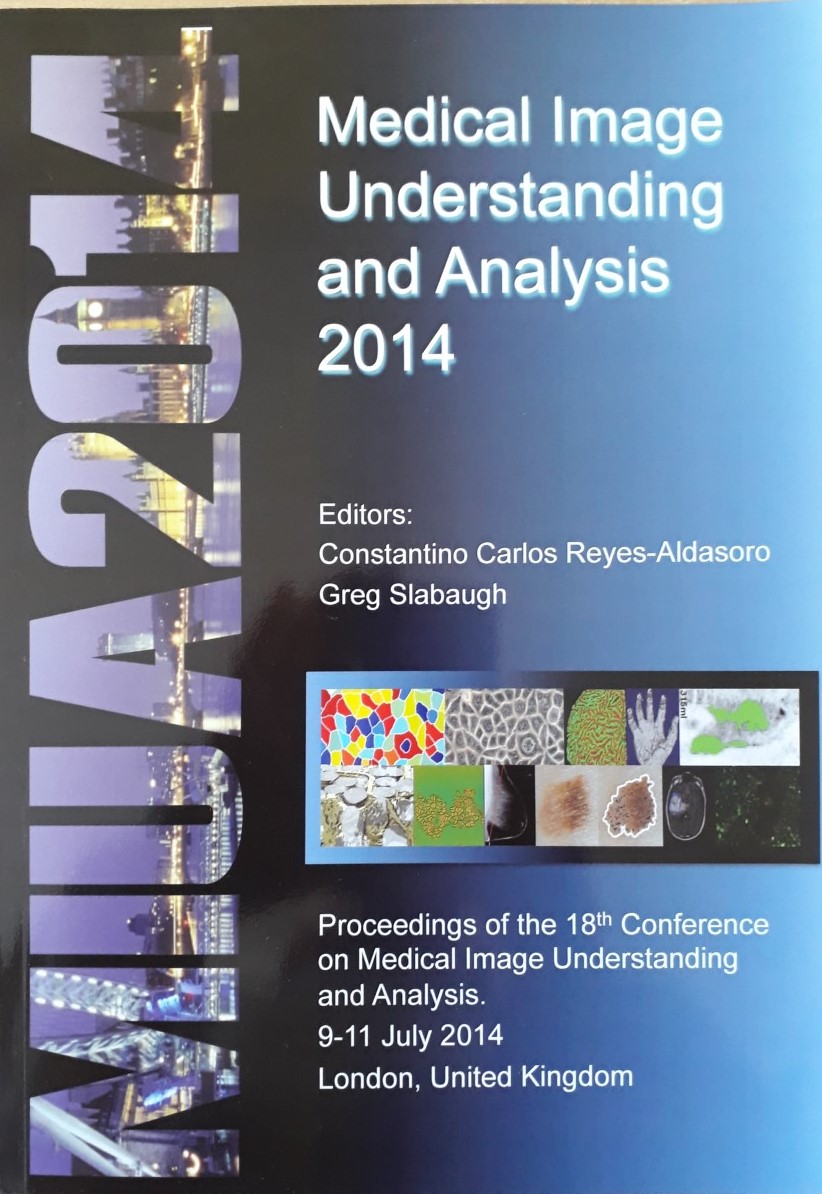 MIUA2014
Medical Image
Understanding
and Analysis
2014
Editors:
Constantino Carlos Reyes-Aldasoro
Greg Slabaugh
315ml
Proceedings of the 18th Conference
on Medical Image Understanding
and Analysis.
9-11 July 2014
London, United Kingdom